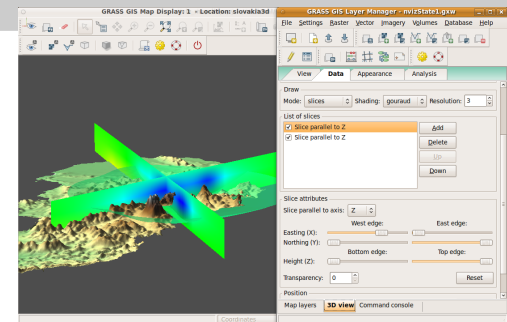 GRASS GIS Map Display: 1 - Location: slovakia3d
GRASS GIS Layer Manager - nvizState1.gxw
File Settings Raster Vector Imagery Volumes Database Help
View Data Appearance Analysis
Draw
Mode: slices Shading: gouraud Resolution: 3
List of slices
Slice parallel to Z
Slice parallel to Z
Add
Delete
Up
Down
Slice attributes
Slice parallel to axis: Z
West edge: East edge:
Easting (X):
Northing (Y):
Bottom edge: Top edge:
Height (Z):
Transparency: 0 Reset
Position
Map layers 3D view Command console
Coordinates